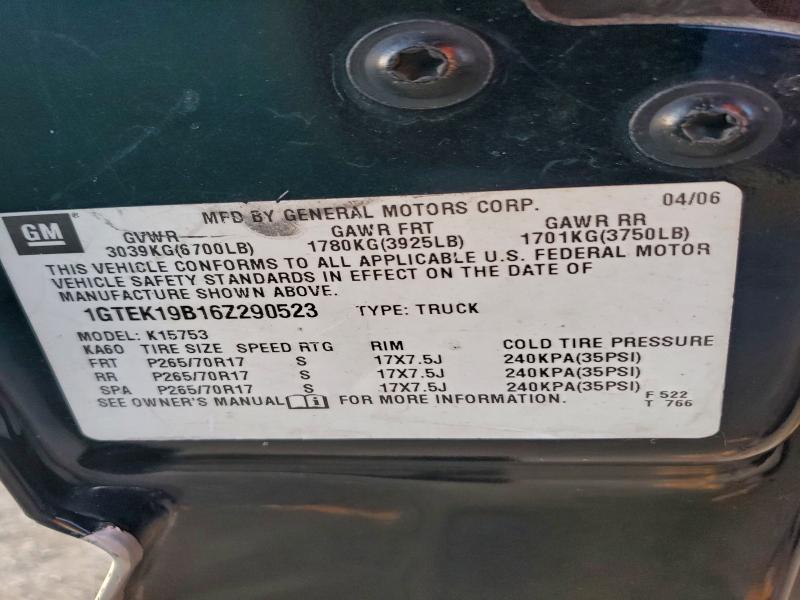 MFD BY GENERAL MOTORS CORP. 04/06
GM ® GVWR GAWR FRT GAWR RR
3039KG(6700LB) 1780KG(3925LB) 1701KG(3750LB)
THIS VEHICLE CONFORMS TO ALL APPLICABLE U.S. FEDERAL MOTOR
VEHICLE SAFETY STANDARDS IN EFFECT ON THE DATE OF
MANUFACTURE SHOWN ABOVE.
1GTEK19B16Z290523 TYPE: TRUCK
MODEL: K15753
KA60 TIRE SIZE SPEED RTG RIM COLD TIRE PRESSURE
FRT P265/70R17 S 17X7.5J 240KPA(35PSI)
RR P265/70R17 S 17X7.5J 240KPA(35PSI)
SPA P265/70R17 S 17X7.5J 240KPA(35PSI)
SEE OWNER'S MANUAL FOR MORE INFORMATION.
F 522
T 766